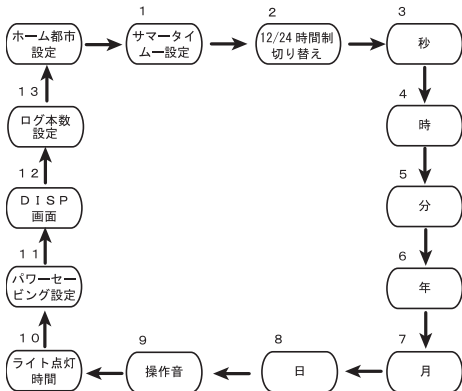 ホーム都市
設定
1
サマータイ
ムー設定
2
12/24 時間制
切り替え
3
秒
4
時
5
分
6
年
7
月
8
日
9
操作音
10
ライト点灯
時間
11
パワーセー
ビング設定
12
ＤＩＳＰ
画面
13
ログ本数
設定